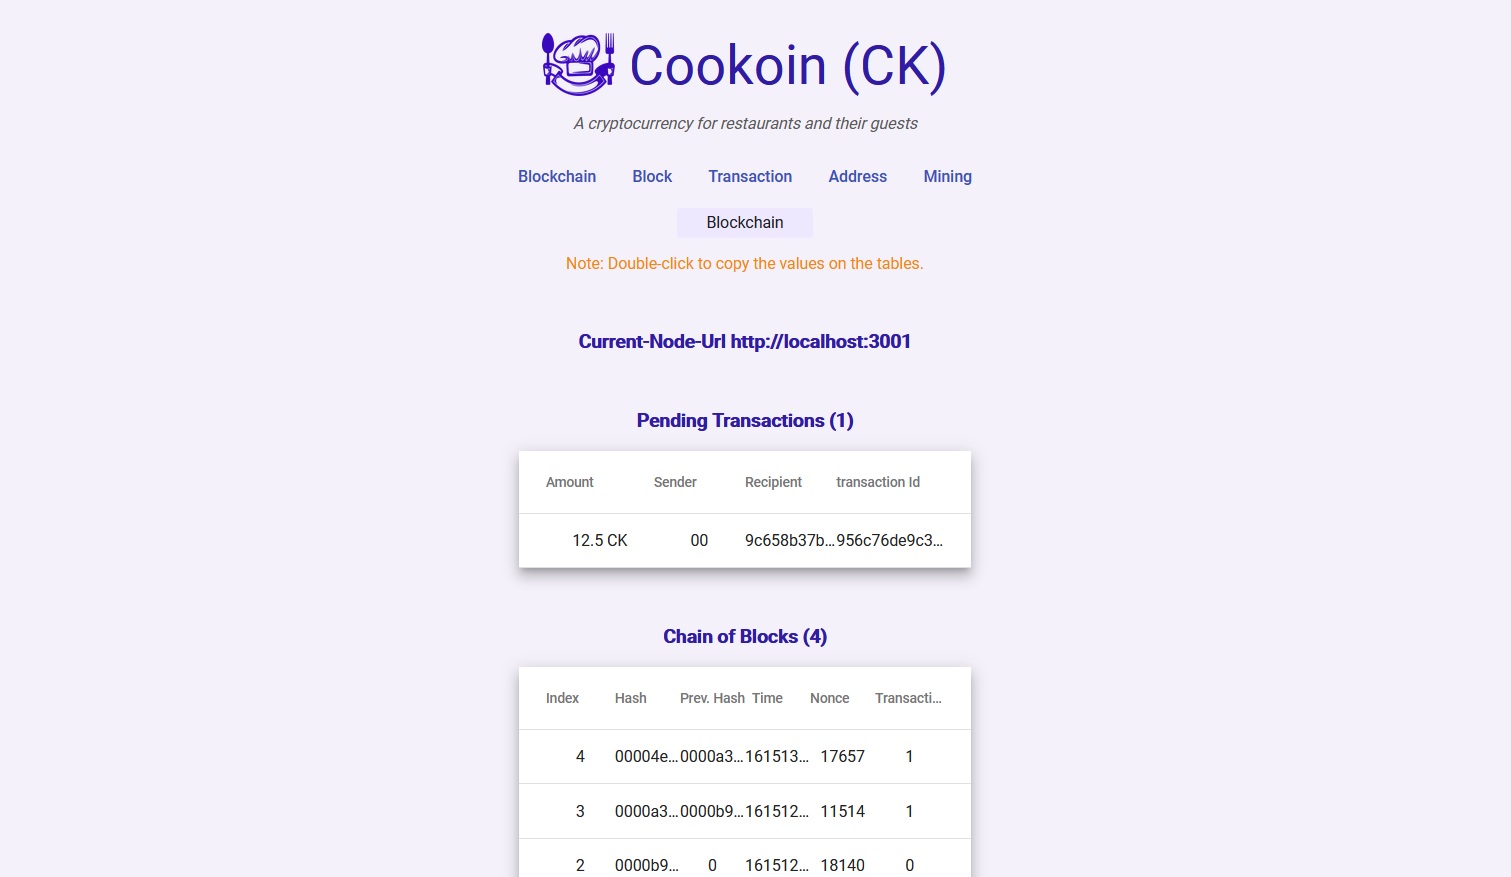 Cookoin (CK)
A cryptocurrency for restaurants and their guests
Blockchain Block Transaction Address Mining
Blockchain
Note: Double-click to copy the values on the tables.
Current-Node-Url http://localhost:3001
Pending Transactions (1)
Amount Sender Recipient transaction Id
12.5 CK 00 9c658b37b... 956c76de9c3...
Chain of Blocks (4)
Index Hash Prev. Hash Time Nonce Transacti...
4 00004e... 0000a3... 161513... 17657 1
3 0000a3... 0000b9... 161512... 11514 1
2 0000b9... 0 161512... 18140 0